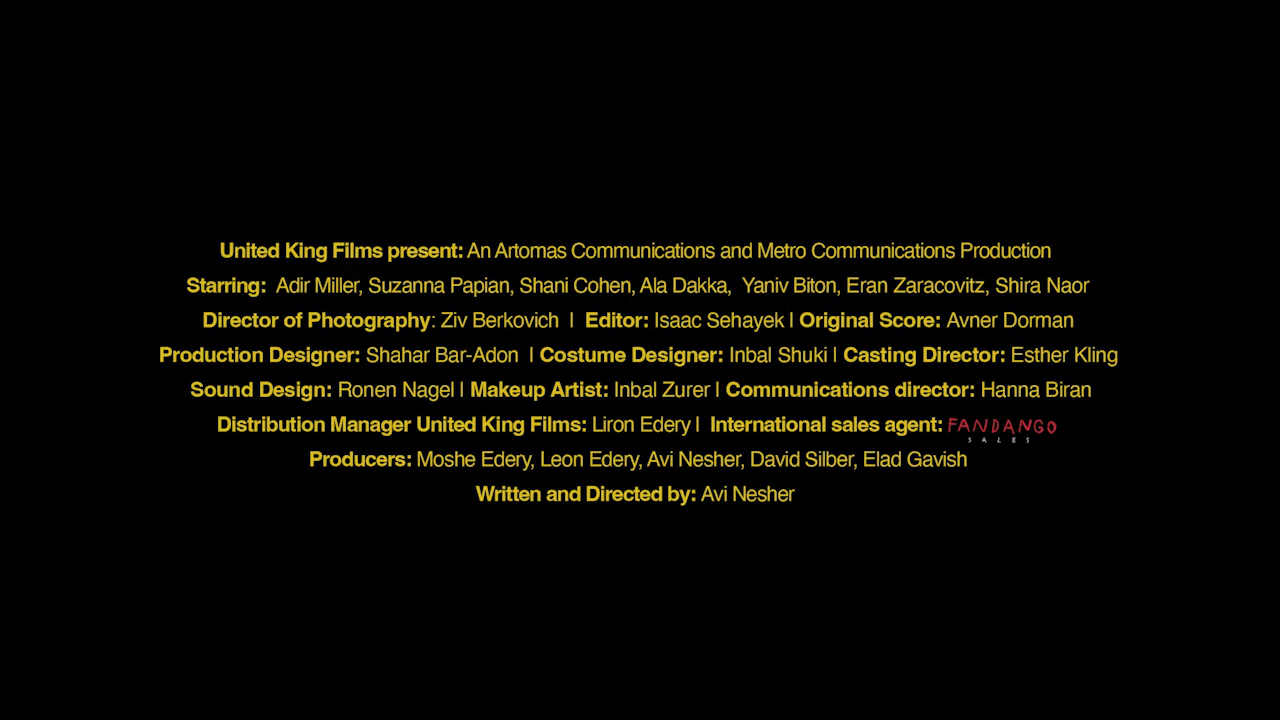 United King Films present: An Artomas Communications and Metro Communications Production
Starring: Adir Miller, Suzanna Papian, Shani Cohen, Ala Dakka, Yaniv Biton, Eran Zaracovitz, Shira Naor
Director of Photography: Ziv Berkovich | Editor: Isaac Sehayek | Original Score: Avner Dorman
Production Designer: Shahar Bar-Adon | Costume Designer: Inbal Shuki | Casting Director: Esther Kling
Sound Design: Ronen Nagel | Makeup Artist: Inbal Zurer | Communications director: Hanna Biran
Distribution Manager United King Films: Liron Edery | International sales agent: FANDANGO
SALES
Producers: Moshe Edery, Leon Edery, Avi Nesher, David Silber, Elad Gavish
Written and Directed by: Avi Nesher